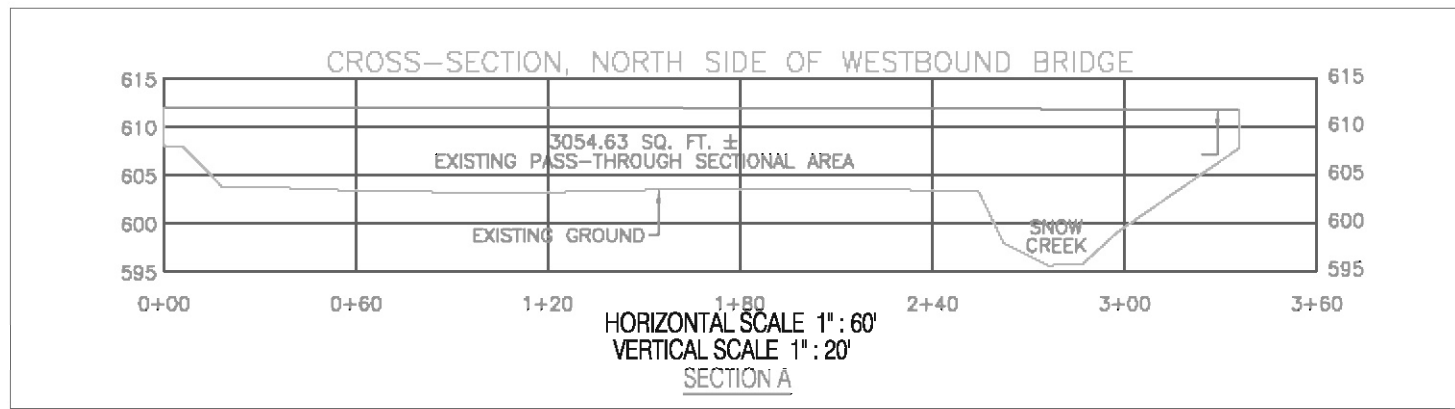 CROSS-SECTION, NORTH SIDE OF WESTBOUND BRIDGE
615 615
610 610
3054.63 SQ. FT. ±
EXISTING PASS-THROUGH SECTIONAL AREA
605 605
600 600
SNOW
CREEK
EXISTING GROUND
595 595
0+00 0+60 1+20 1+80 2+40 3+00 3+60
HORIZONTAL SCALE 1" : 60'
VERTICAL SCALE 1" : 20'
SECTION A